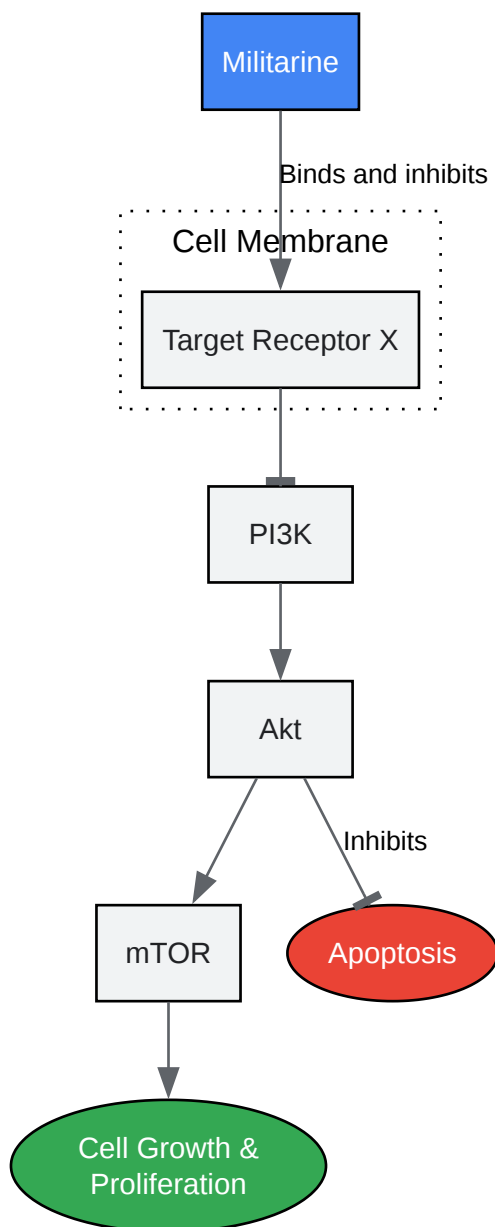 Militarine
Binds and inhibits
Cell Membrane
Target Receptor X
PI3K
Akt
Inhibits
mTOR
Apoptosis
Cell Growth &
Proliferation